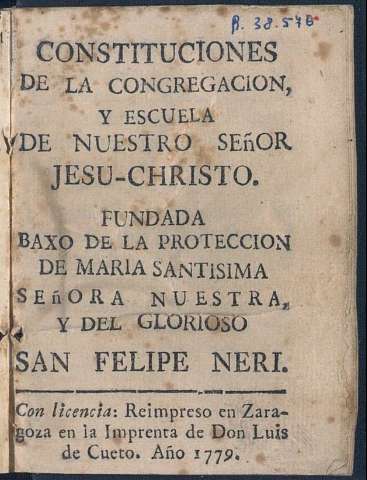 R. 38.576
CONSTITUCIONES
DE LA CONGREGACION,
Y ESCUELA
DE NUESTRO SEñOR
JESU-CHRISTO.
FUNDADA
BAXO DE LA PROTECCION
DE MARIA SANTISIMA
SEñORA NUESTRA,
Y DEL GLORIOSO
SAN FELIPE NERI.
Con licencia: Reimpreso en Zara-
goza en la Imprenta de Don Luis
de Cueto. Año 1779.